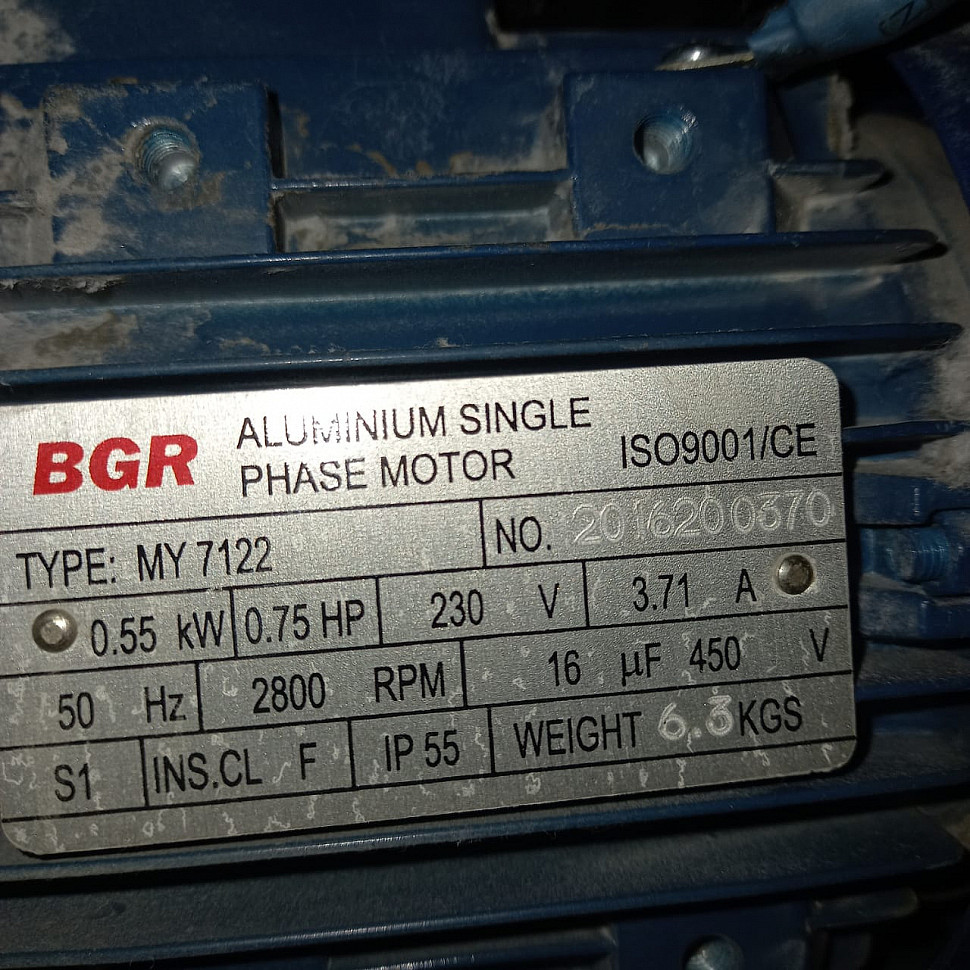 BGR ALUMINIUM SINGLE
PHASE MOTOR ISO9001/CE
TYPE: MY 7122 NO. 2016200370
0.55 kW 0.75 HP 230 V 3.71 A
50 Hz 2800 RPM 16 µF 450 V
S1 INS.CL F IP 55 WEIGHT 6.3 KGS